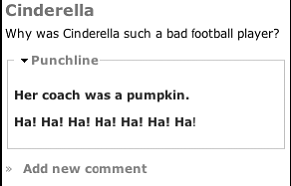 Cinderella
Why was Cinderella such a bad football player?
Punchline
Her coach was a pumpkin.
Ha! Ha! Ha! Ha! Ha! Ha! Ha!
» Add new comment